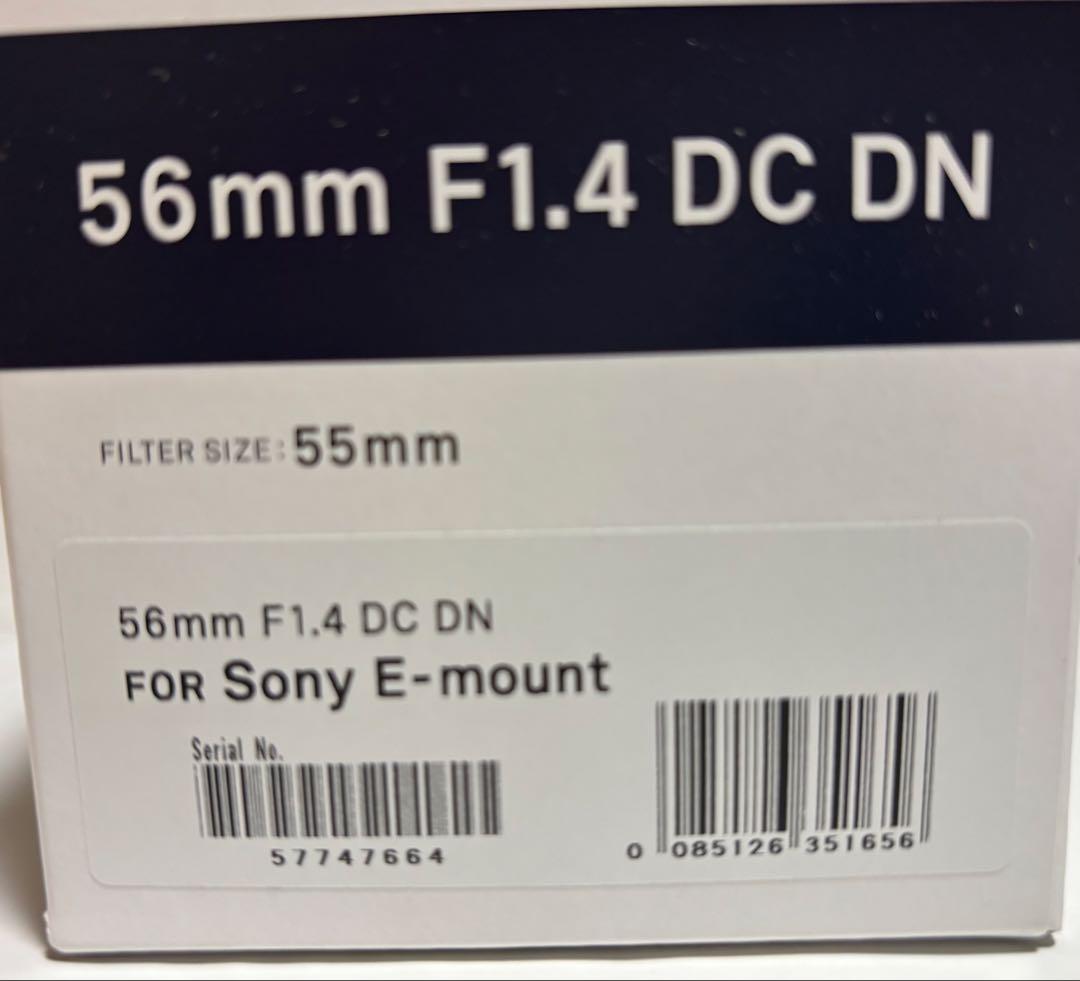 56mm F1.4 DC DN
FILTER SIZE: 55mm
56mm F1.4 DC DN
FOR Sony E-mount
Serial No.
57747664
0 085126 351656